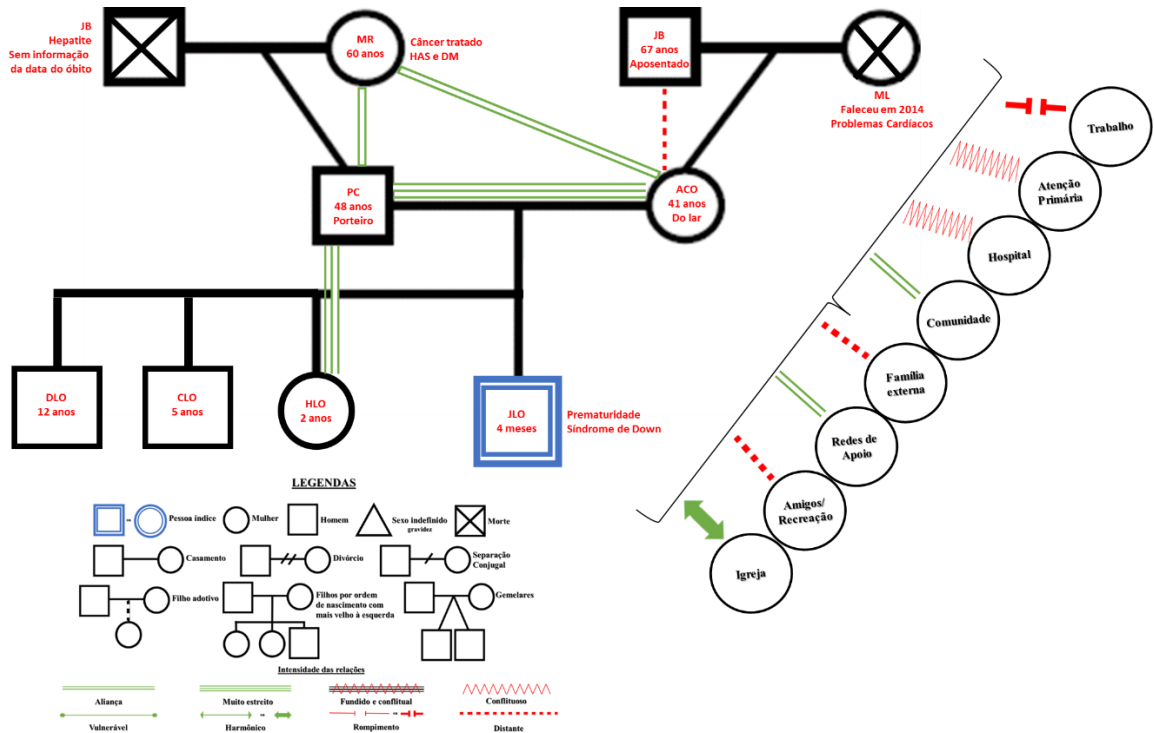 JB
Hepatite
Sem informação
da data do óbito
MR
60 anos
Câncer tratado
HAS e DM
JB
67 anos
Aposentado
ML
Faleceu em 2014
Problemas Cardíacos
PC
48 anos
Porteiro
ACO
41 anos
Do lar
DLO
12 anos
CLO
5 anos
HLO
2 anos
JLO
4 meses
Prematuridade
Síndrome de Down
Trabalho
Atenção
Primária
Hospital
Comunidade
Família
externa
Redes de
Apoio
Amigos/
Recreação
Igreja
LEGENDAS
ou
Pessoa índice
Mulher
Homem
Sexo indefinido
gravidez
Morte
Casamento
Divórcio
Separação
Conjugal
Filho adotivo
Filhos por ordem
de nascimento com
mais velho à esquerda
Gemelares
Intensidade das relações
Aliança
Muito estreito
Fundido e conflitual
Conflituoso
ou
ou
Vulnerável
Harmônico
Rompimento
Distante